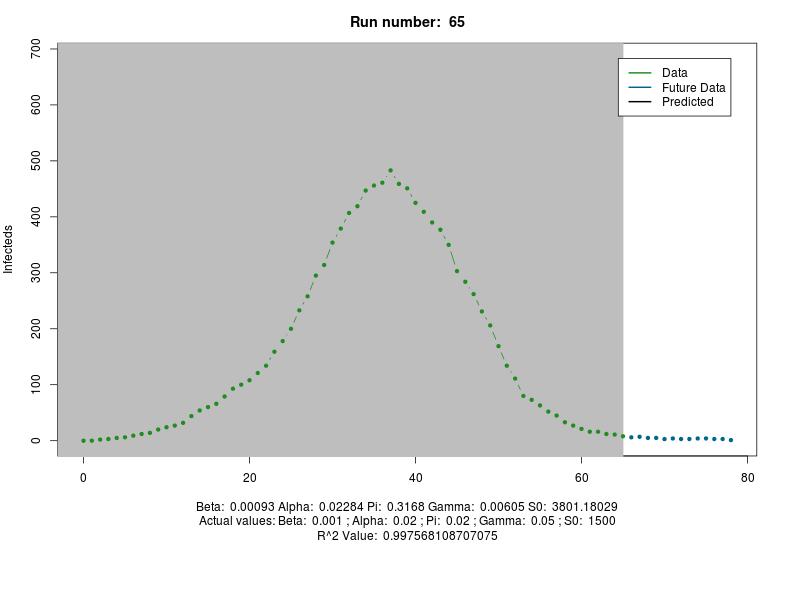 Run number: 65
700
600
500
400
300
200
100
0
Infecteds
Data
Future Data
Predicted
0 20 40 60 80
Beta: 0.00093 Alpha: 0.02284 Pi: 0.3168 Gamma: 0.00605 S0: 3801.18029
Actual values: Beta: 0.001 ; Alpha: 0.02 ; Pi: 0.02 ; Gamma: 0.05 ; S0: 1500
R^2 Value: 0.997568108707075